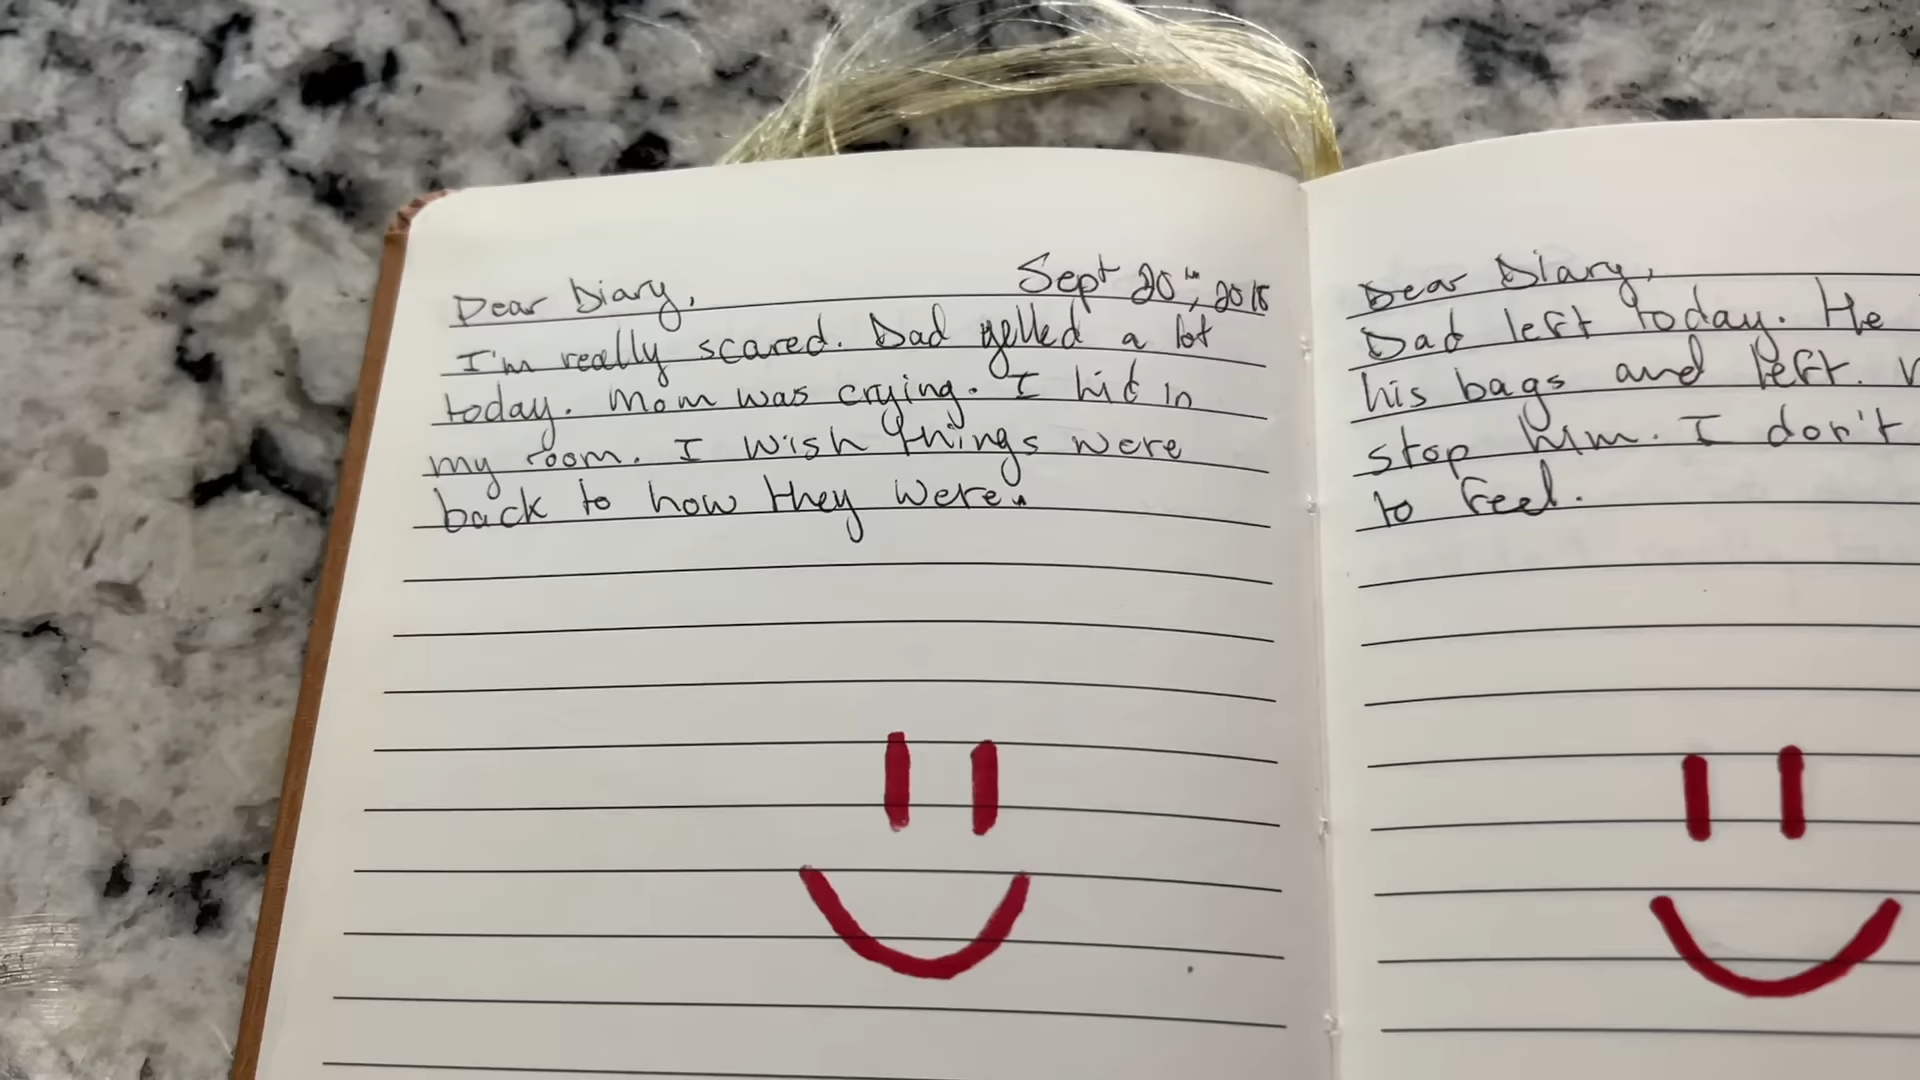 Dear Diary,
Sept 20th, 2018
I'm really scared. Dad yelled a lot
today. Mom was crying. I hid in
my room. I wish things were
back to how they were.
Dear Diary,
Dad left today. He
his bags and left.
stop him. I don't
to feel.